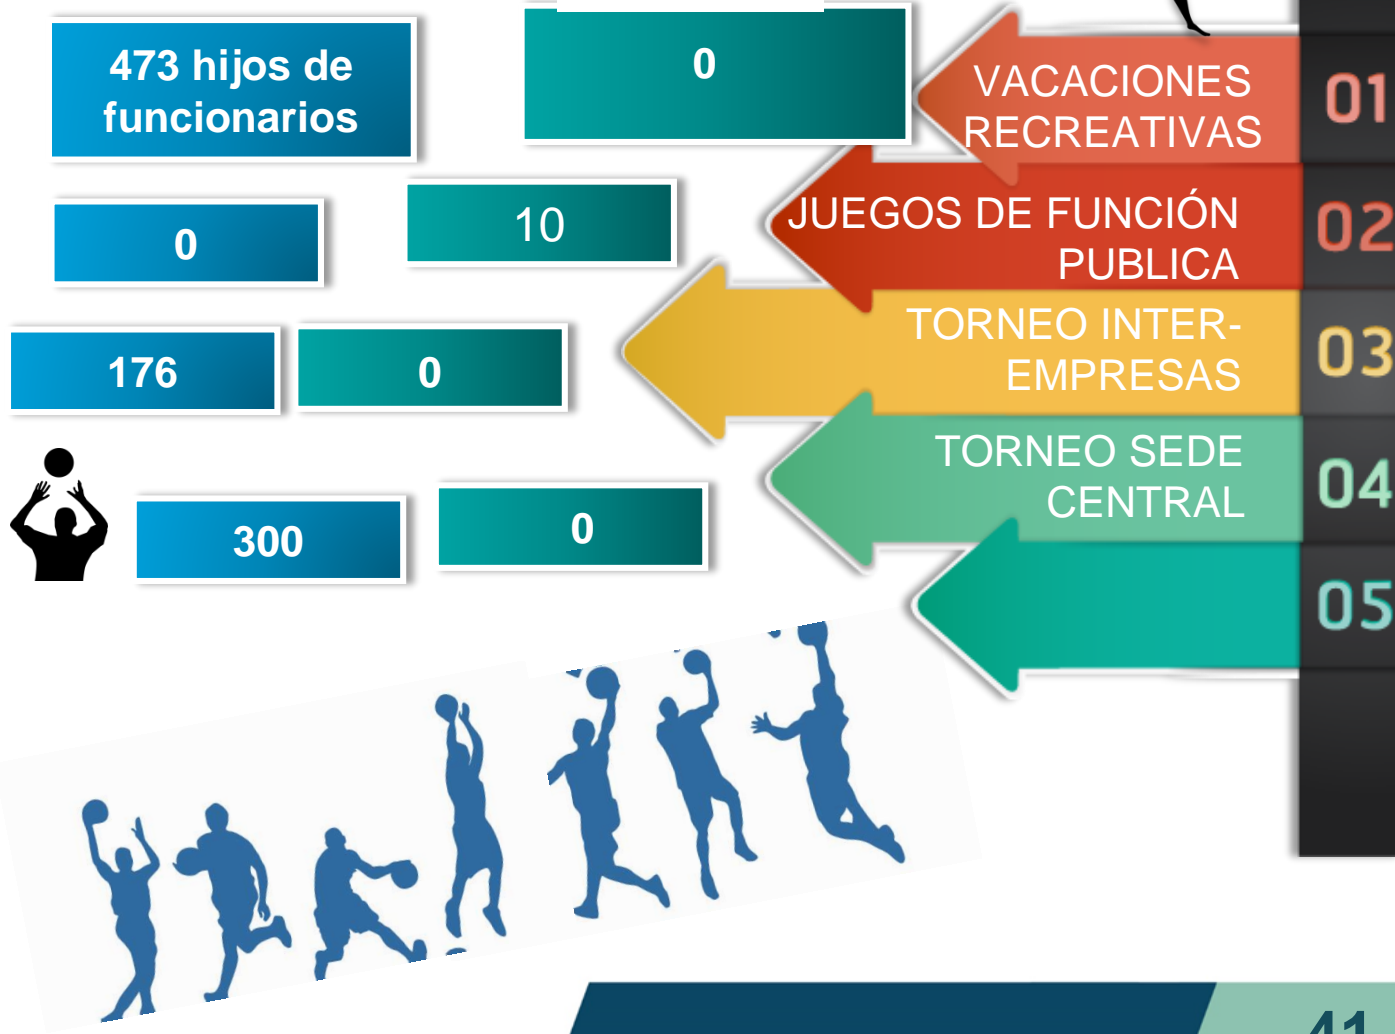 473 hijos de
funcionarios
0
VACACIONES
RECREATIVAS
01
0
10
JUEGOS DE FUNCIÓN
PUBLICA
02
176
0
TORNEO INTER-
EMPRESAS
03
300
0
TORNEO SEDE
CENTRAL
04
05
41